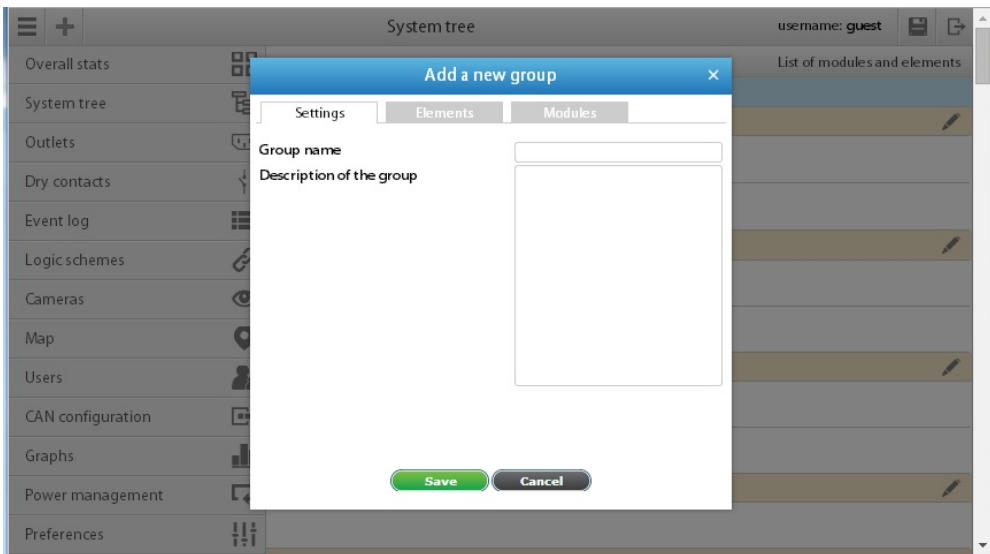 System tree
username: guest
Overall stats
List of modules and elements
Add a new group
System tree
Settings
Elements
Modules
Outlets
Group name
Description of the group
Dry contacts
Event log
Logic schemes
Cameras
Map
Users
CAN configuration
Graphs
Save
Cancel
Power management
Preferences